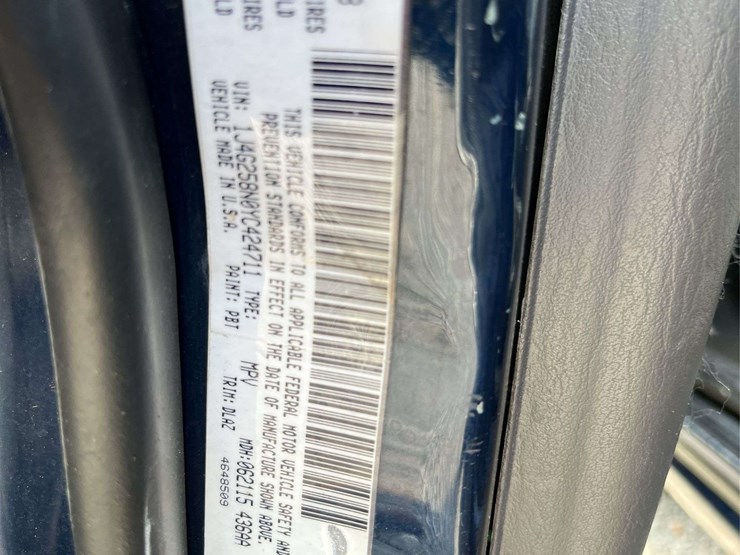 IRES
LD
IRES
LD
THIS VEHICLE CONFORMS TO ALL APPLICABLE FEDERAL MOTOR VEHICLE SAFETY AND
PREVENTION STANDARDS IN EFFECT ON THE DATE OF MANUFACTURE SHOWN ABOVE.
VIN: 1J4G258N0YC424711 TYPE: MPV MDH: 062115 436AA
VEHICLE MADE IN U.S.A. PAINT: PBT TRIM: DLAZ 4648509